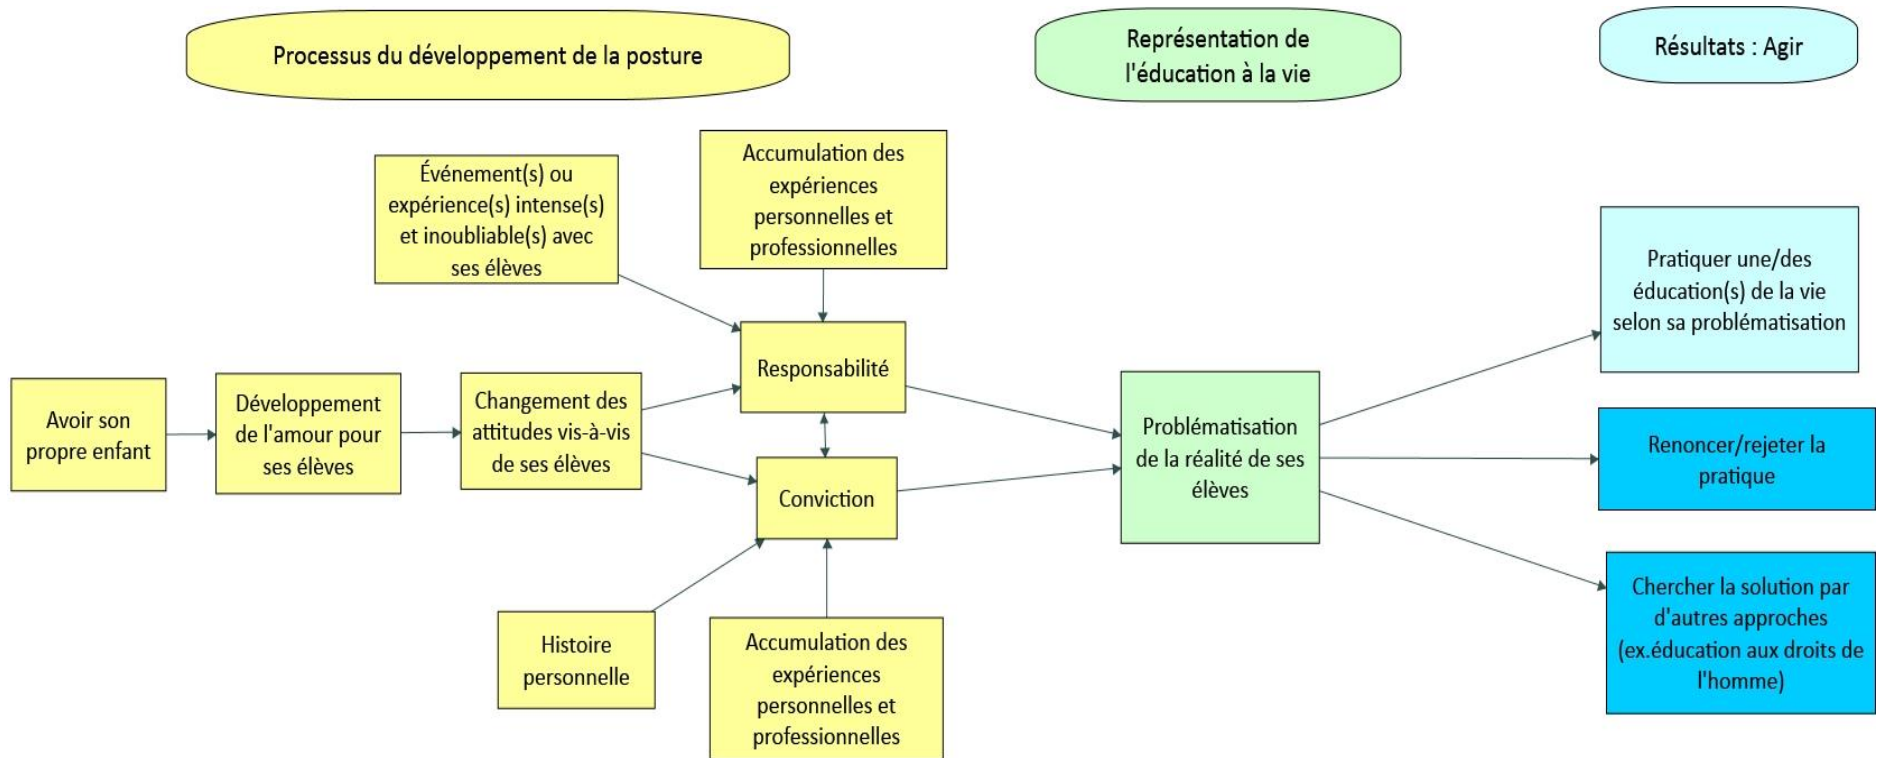 Processus du développement de la posture
Représentation de
l'éducation à la vie
Résultats : Agir
Événement(s) ou
expérience(s) intense(s)
et inoubliable(s) avec
ses élèves
Accumulation des
expériences
personnelles et
professionnelles
Avoir son
propre enfant
Développement
de l'amour pour
ses élèves
Changement des
attitudes vis-à-vis
de ses élèves
Responsabilité
Conviction
Histoire
personnelle
Accumulation des
expériences
personnelles et
professionnelles
Problématisation
de la réalité de ses
élèves
Pratiquer une/des
éducation(s) de la vie
selon sa problématisation
Renoncer/rejeter la
pratique
Chercher la solution par
d'autres approches
(ex.éducation aux droits de
l'homme)